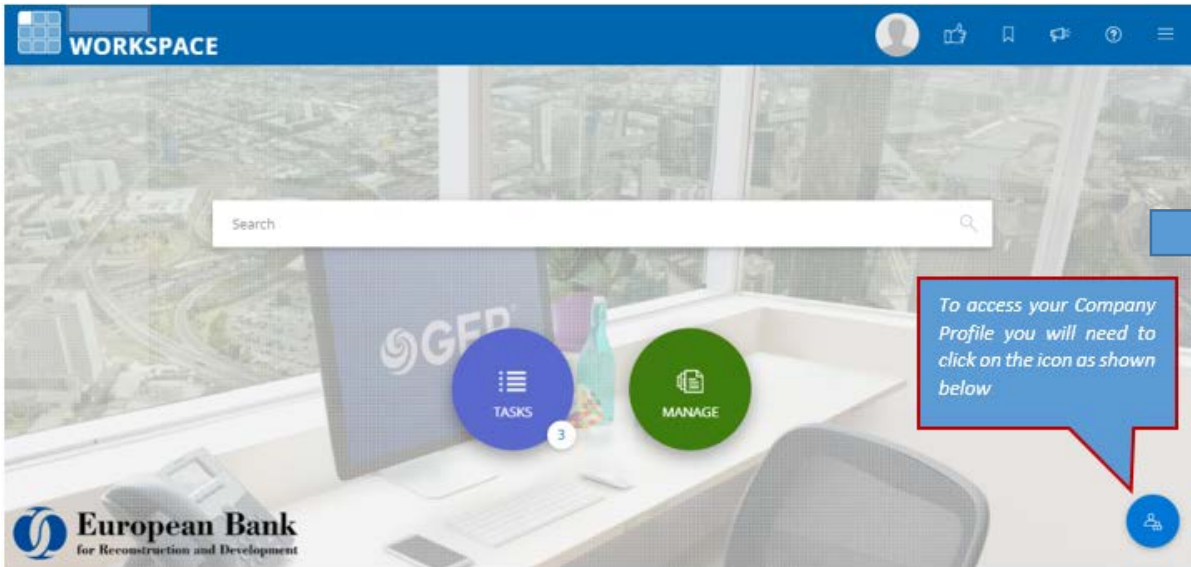 WORKSPACE
Search
GEP
To access your Company
Profile you will need to
click on the icon as shown
below
TASKS
3
MANAGE
European Bank
for Reconstruction and Development